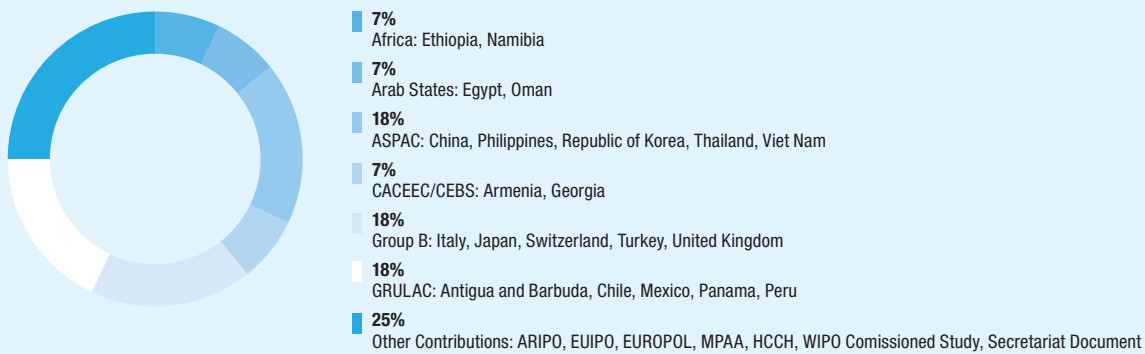 7%
Africa: Ethiopia, Namibia
7%
Arab States: Egypt, Oman
18%
ASPAC: China, Philippines, Republic of Korea, Thailand, Viet Nam
7%
CACEEC/CEBS: Armenia, Georgia
18%
Group B: Italy, Japan, Switzerland, Turkey, United Kingdom
18%
GRULAC: Antigua and Barbuda, Chile, Mexico, Panama, Peru
25%
Other Contributions: ARIPO, EUIPO, EUROPOL, MPAA, HCCH, WIPO Comissioned Study, Secretariat Document